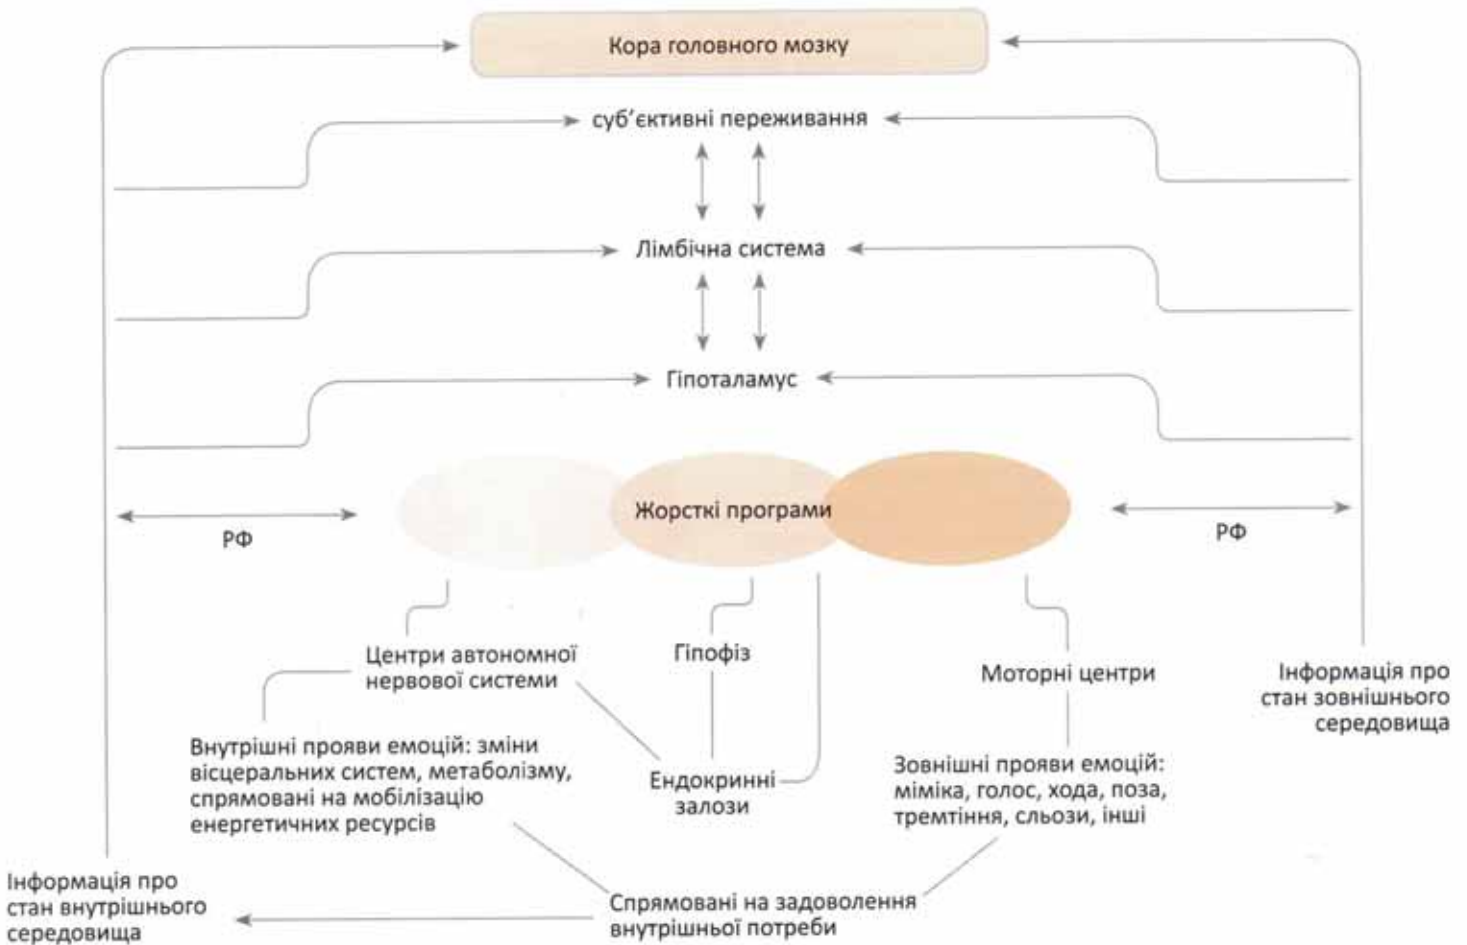 Кора головного мозку
суб’єктивні переживання
Лімбічна система
Гіпоталамус
Жорсткі програми
РФ
РФ
Центри автономної
нервової системи
Гіпофіз
Моторні центри
Інформація про
стан зовнішнього
середовища
Внутрішні прояви емоцій: зміни
вісцеральних систем, метаболізму,
спрямовані на мобілізацію
енергетичних ресурсів
Ендокринні
залози
Зовнішні прояви емоцій:
міміка, голос, хода, поза,
тремтіння, сльози, інші
Інформація про
стан внутрішнього
середовища
Спрямовані на задоволення
внутрішньої потреби